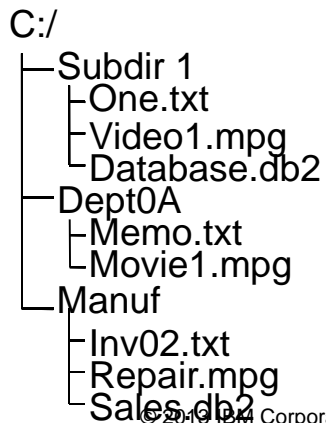 C:/
Subdir 1
One.txt
Video1.mpg
Database.db2
Dept0A
Memo.txt
Movie1.mpg
Manuf
Inv02.txt
Repair.mpg
Sales.db2
© 2013 IBM Corpora